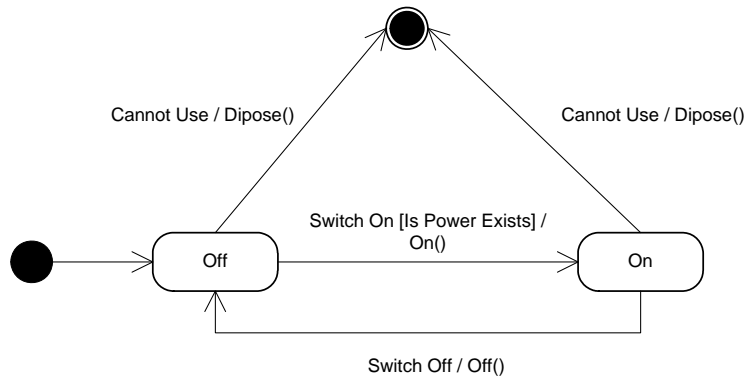 Cannot Use / Dipose()
Cannot Use / Dipose()
Switch On [Is Power Exists] /
On()
Off
On
Switch Off / Off()